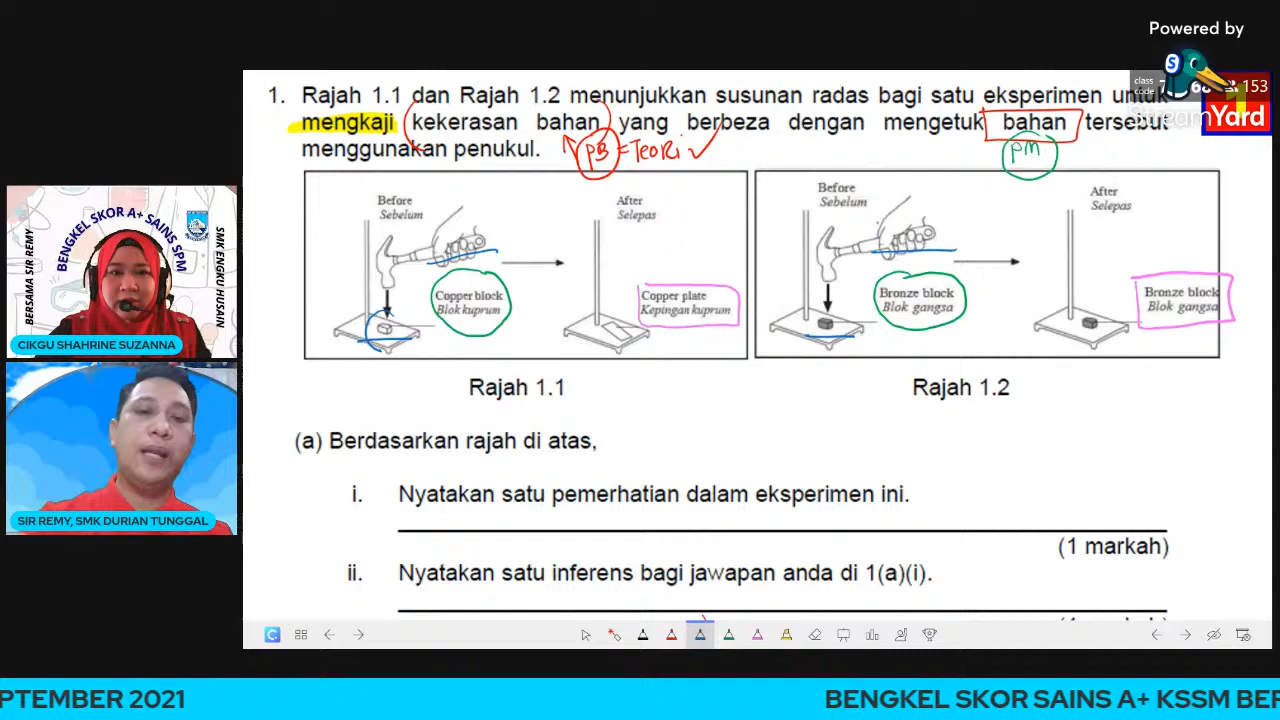 Powered by
StreamYard
class code
153
1. Rajah 1.1 dan Rajah 1.2 menunjukkan susunan radas bagi satu eksperimen untuk
mengkaji kekerasan bahan yang berbeza dengan mengetuk bahan tersebut
menggunakan penukul.
PB = TEORi
PM
Before
Sebelum
After
Selepas
Copper block
Blok kuprum
Copper plate
Kepingan kuprum
Before
Sebelum
After
Selepas
Bronze block
Blok gangsa
Bronze block
Blok gangsa
Rajah 1.1
Rajah 1.2
(a) Berdasarkan rajah di atas,
i. Nyatakan satu pemerhatian dalam eksperimen ini.
(1 markah)
ii. Nyatakan satu inferens bagi jawapan anda di 1(a)(i).
BENGKEL SKOR A+ SAINS SPM
BERSAMA SIR REMY
SMK ENGKU HUSAIN
CIKGU SHAHRINE SUZANNA
SIR REMY, SMK DURIAN TUNGGAL
PTEMBER 2021
BENGKEL SKOR SAINS A+ KSSM BER